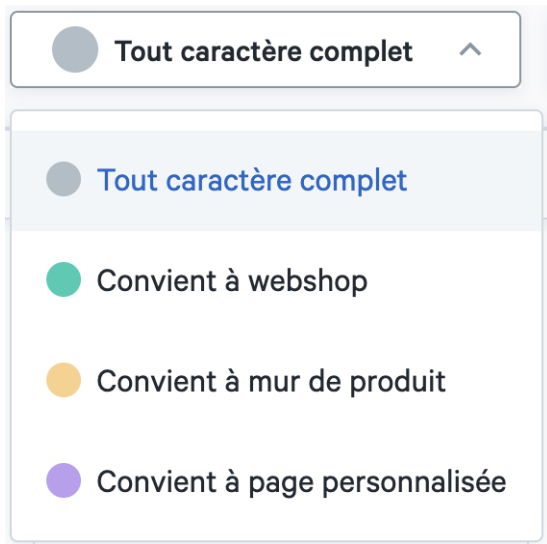 Tout caractère complet
Tout caractère complet
Convient à webshop
Convient à mur de produit
Convient à page personnalisée